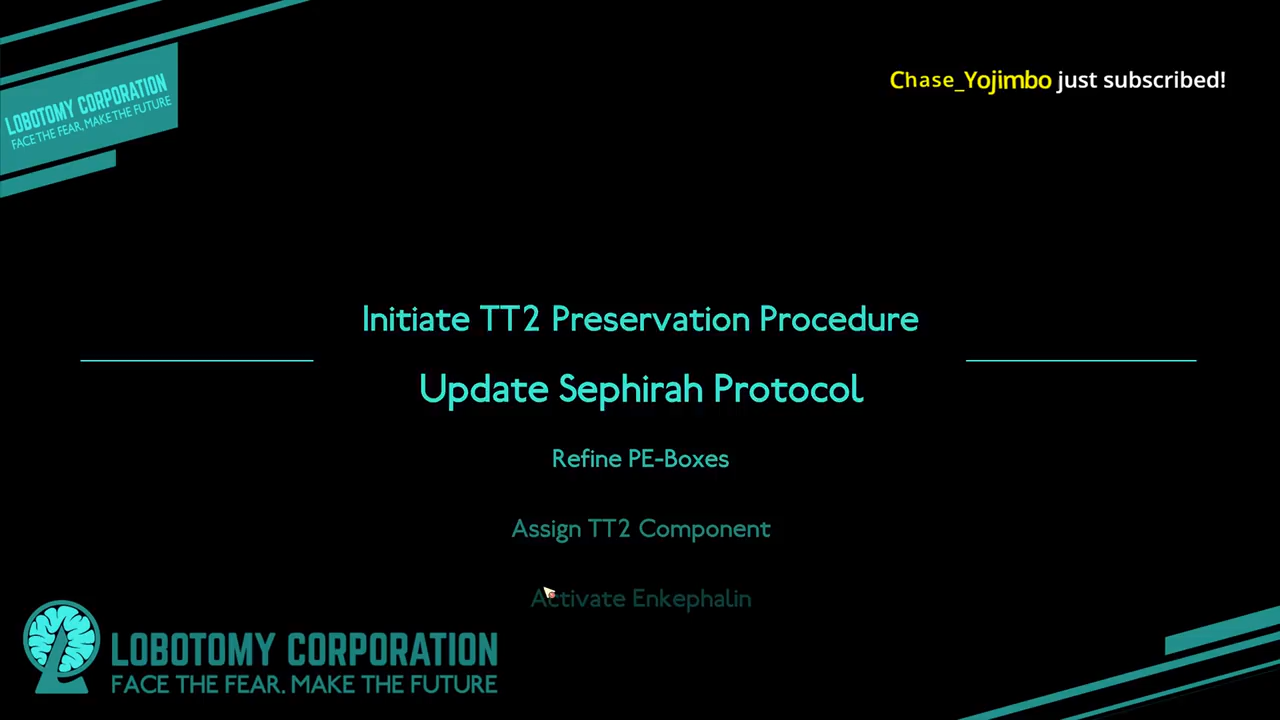 LOBOTOMY CORPORATION
FACE THE FEAR, MAKE THE FUTURE
Chase_Yojimbo just subscribed!
Initiate TT2 Preservation Procedure
Update Sephirah Protocol
Refine PE-Boxes
Assign TT2 Component
Activate Enkephalin
LOBOTOMY CORPORATION
FACE THE FEAR, MAKE THE FUTURE